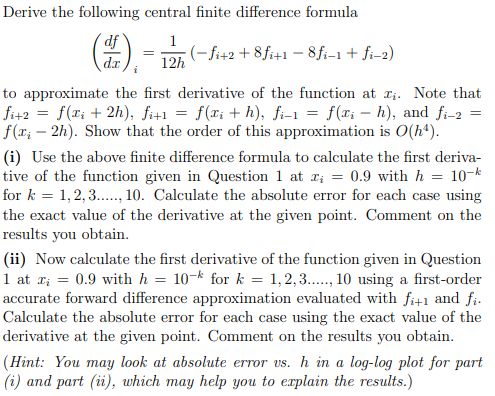 Derive the following central finite difference formula
(df/dx)_i = 1/12h (−f_{i+2} + 8f_{i+1} − 8f_{i−1} + f_{i−2})
to approximate the first derivative of the function at x_i. Note that
f_{i+2} = f(x_i + 2h), f_{i+1} = f(x_i + h), f_{i−1} = f(x_i − h), and f_{i−2} =
f(x_i − 2h). Show that the order of this approximation is O(h⁴).
(i) Use the above finite difference formula to calculate the first deriva-
tive of the function given in Question 1 at x_i = 0.9 with h = 10^{−k}
for k = 1, 2, 3....., 10. Calculate the absolute error for each case using
the exact value of the derivative at the given point. Comment on the
results you obtain.
(ii) Now calculate the first derivative of the function given in Question
1 at x_i = 0.9 with h = 10^{−k} for k = 1, 2, 3....., 10 using a first-order
accurate forward difference approximation evaluated with f_{i+1} and f_i.
Calculate the absolute error for each case using the exact value of the
derivative at the given point. Comment on the results you obtain.
(Hint: You may look at absolute error vs. h in a log-log plot for part
(i) and part (ii), which may help you to explain the results.)